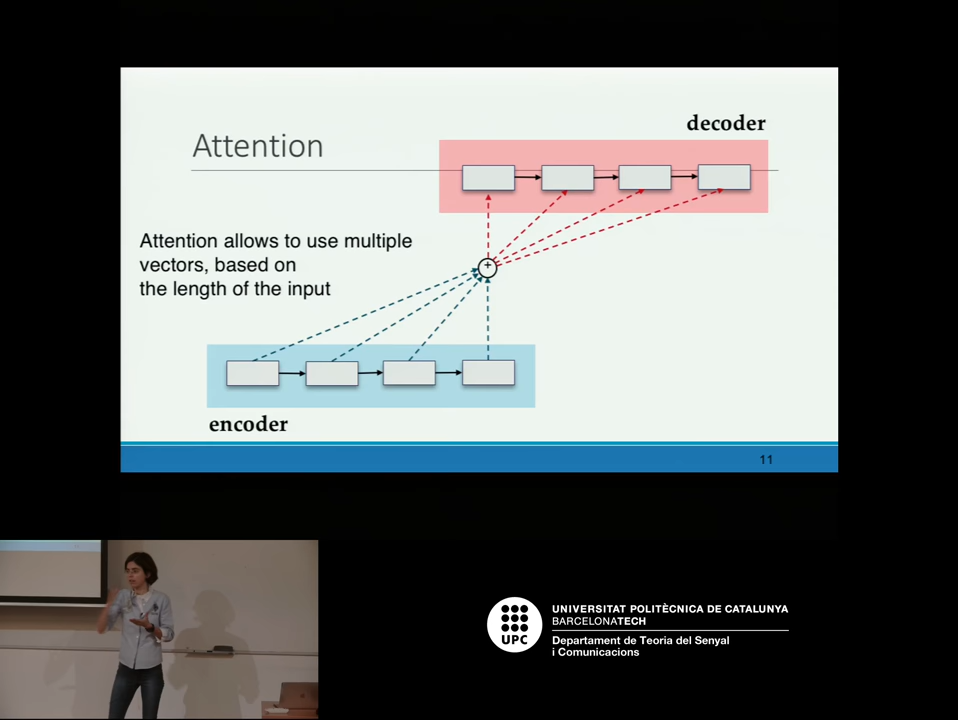 decoder
Attention
Attention allows to use multiple
vectors, based on
the length of the input
+
encoder
11
UPC
UNIVERSITAT POLITÈCNICA DE CATALUNYA
BARCELONATECH
Departament de Teoria del Senyal
i Comunicacions